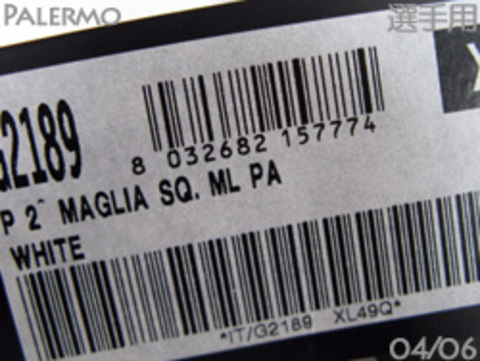 PALERMO
選手用
G2189
8 032682 157774
P 2^ MAGLIA SQ. ML PA
WHITE
*IT/G2189 XL49Q*
04/06